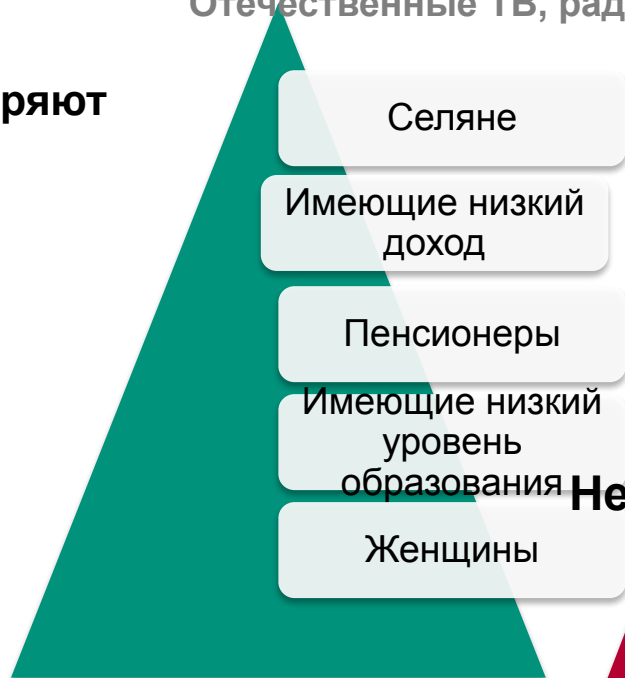 Отечественные ТВ, рад
ряют
Селяне
Имеющие низкий
доход
Пенсионеры
Имеющие низкий
уровень
образования
Не
Женщины